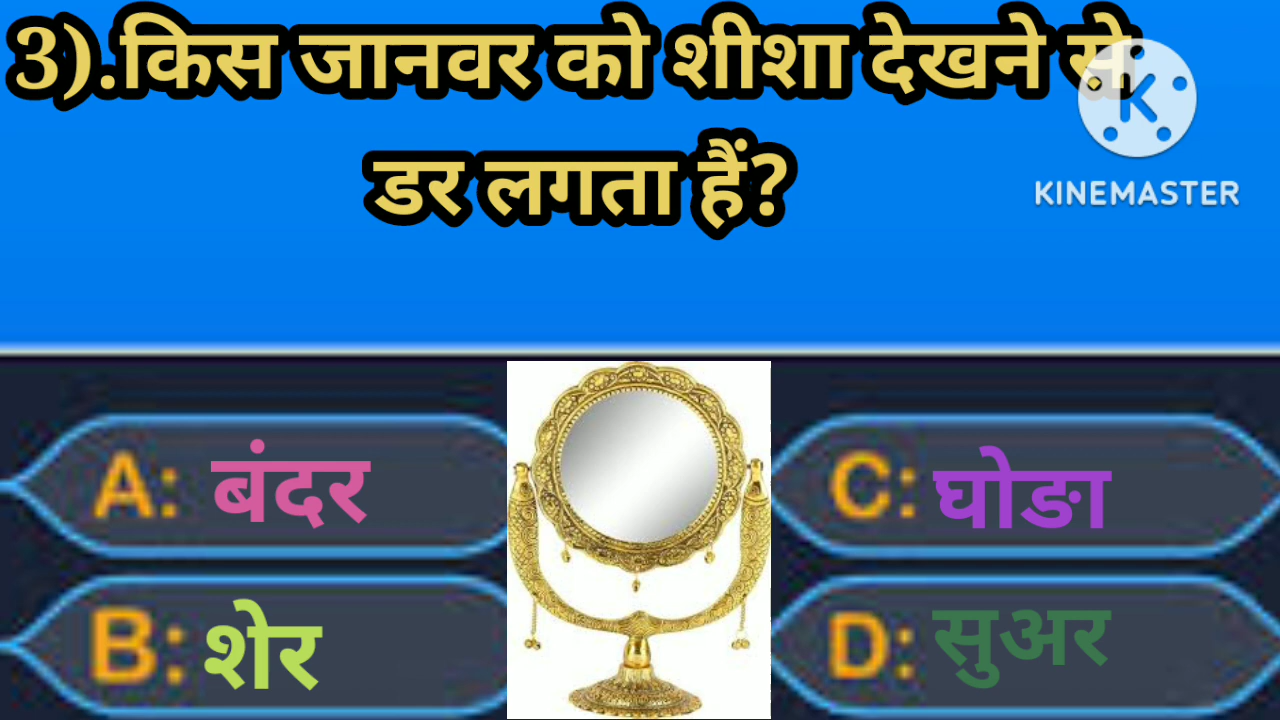 3).किस जानवर को शीशा देखने से
डर लगता हैं?
KINEMASTER
A: बंदर
B: शेर
C: घोङा
D: सुअर